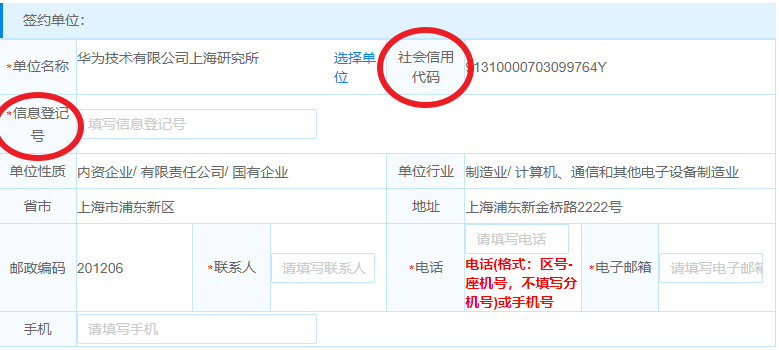 签约单位：
*单位名称
华为技术有限公司上海研究所
选择单
位
社会信用
代码
91310000703099764Y
*信息登记
号
填写信息登记号
单位性质
内资企业/ 有限责任公司/ 国有企业
单位行业
制造业/ 计算机、通信和其他电子设备制造业
省市
上海市浦东新区
地址
上海浦东新金桥路2222号
邮政编码
201206
*联系人
请填写联系人
*电话
填写电话
电话(格式：区号-
座机号，不填写分
机号)或手机号
*电子邮箱
请填写电子邮箱
手机
请填写手机